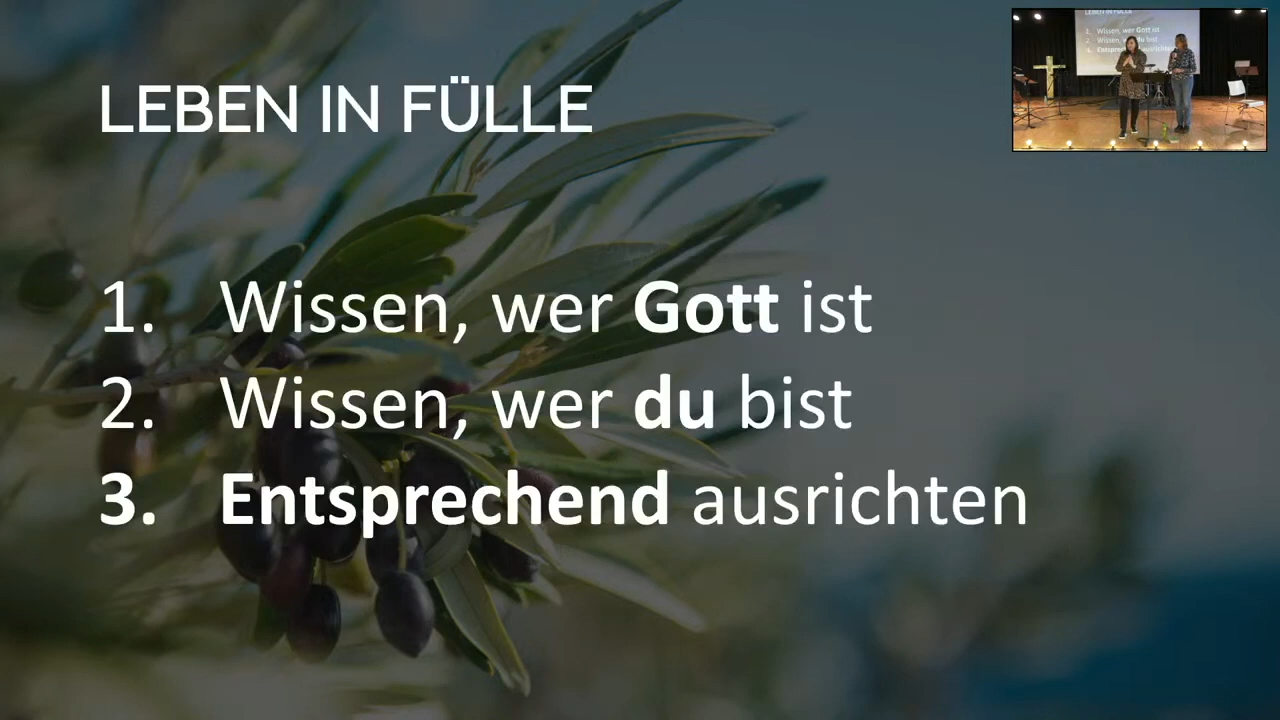 LEBEN IN FÜLLE
1. Wissen, wer Gott ist
2. Wissen, wer du bist
3. Entsprechend ausrichten